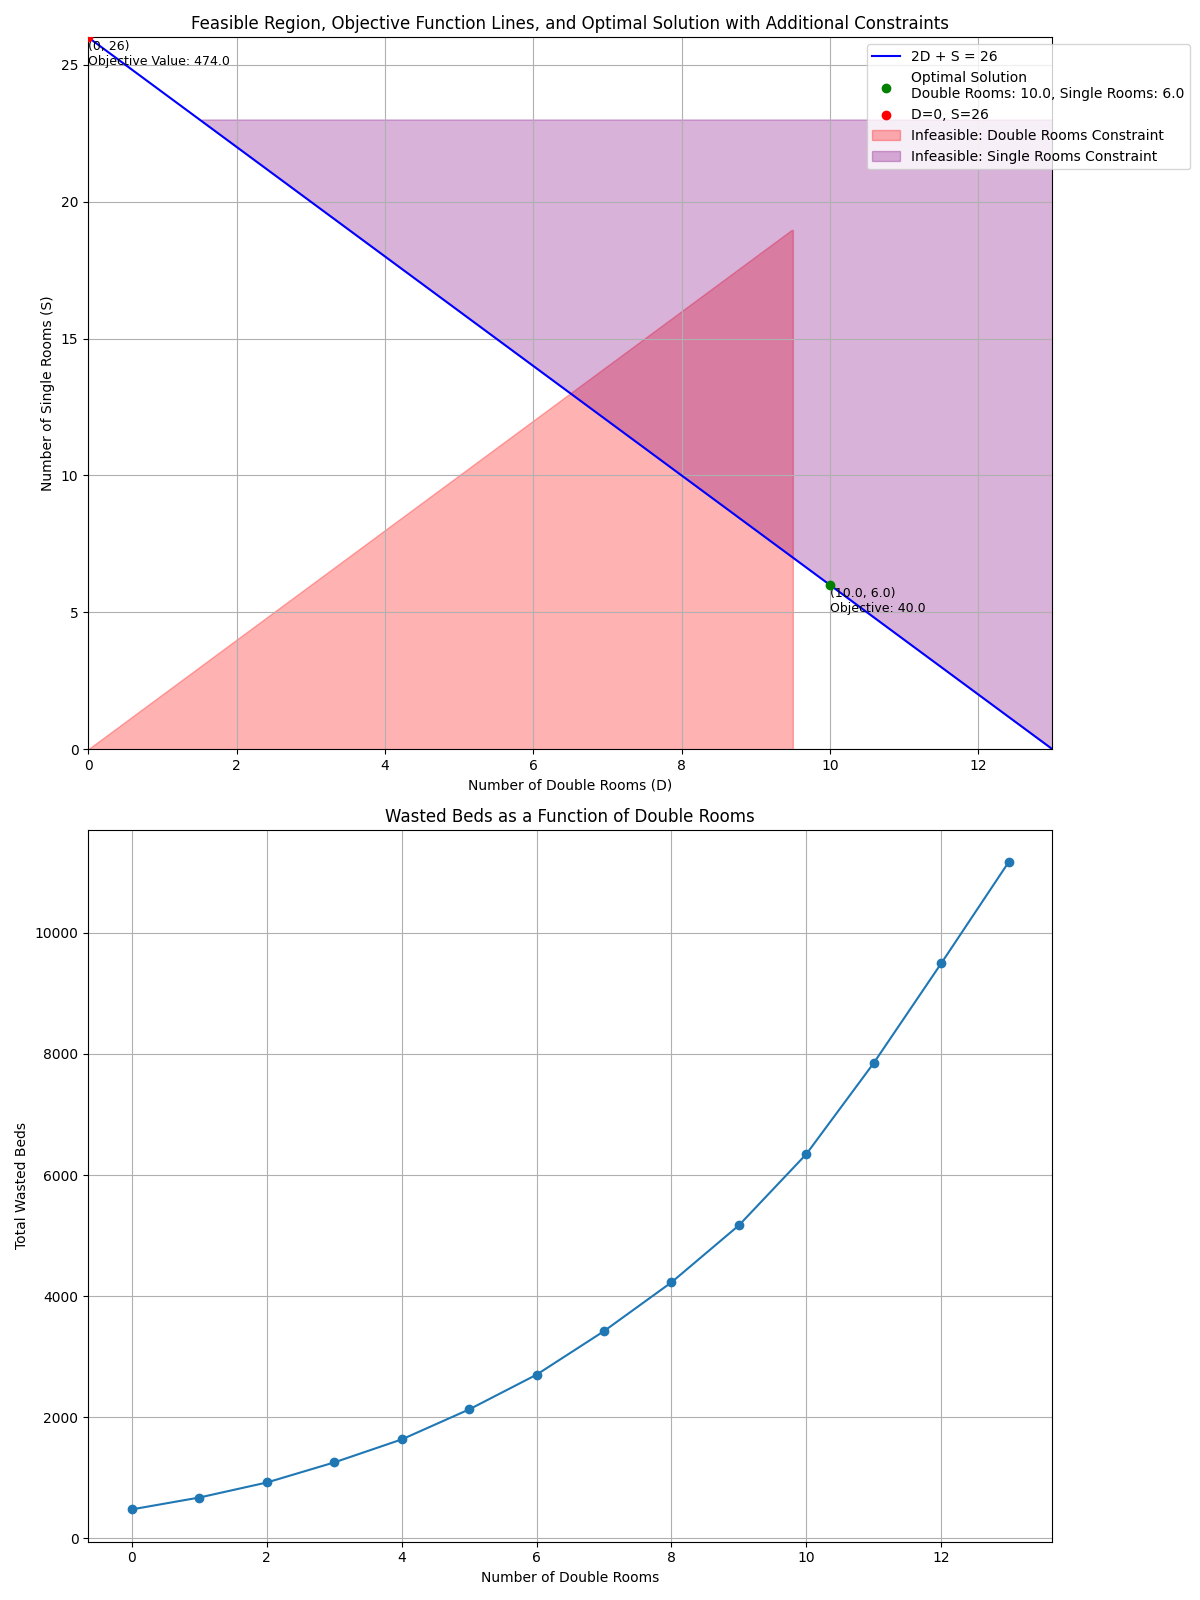 Feasible Region, Objective Function Lines, and Optimal Solution with Additional Constraints
(0, 26)
Objective Value: 474.0
2D + S = 26
Optimal Solution
Double Rooms: 10.0, Single Rooms: 6.0
D=0, S=26
Infeasible: Double Rooms Constraint
Infeasible: Single Rooms Constraint
25
20
15
10
5
0
Number of Single Rooms (S)
(10.0, 6.0)
Objective: 40.0
0 2 4 6 8 10 12
Number of Double Rooms (D)
Wasted Beds as a Function of Double Rooms
10000
8000
6000
4000
2000
0
Total Wasted Beds
0 2 4 6 8 10 12
Number of Double Rooms